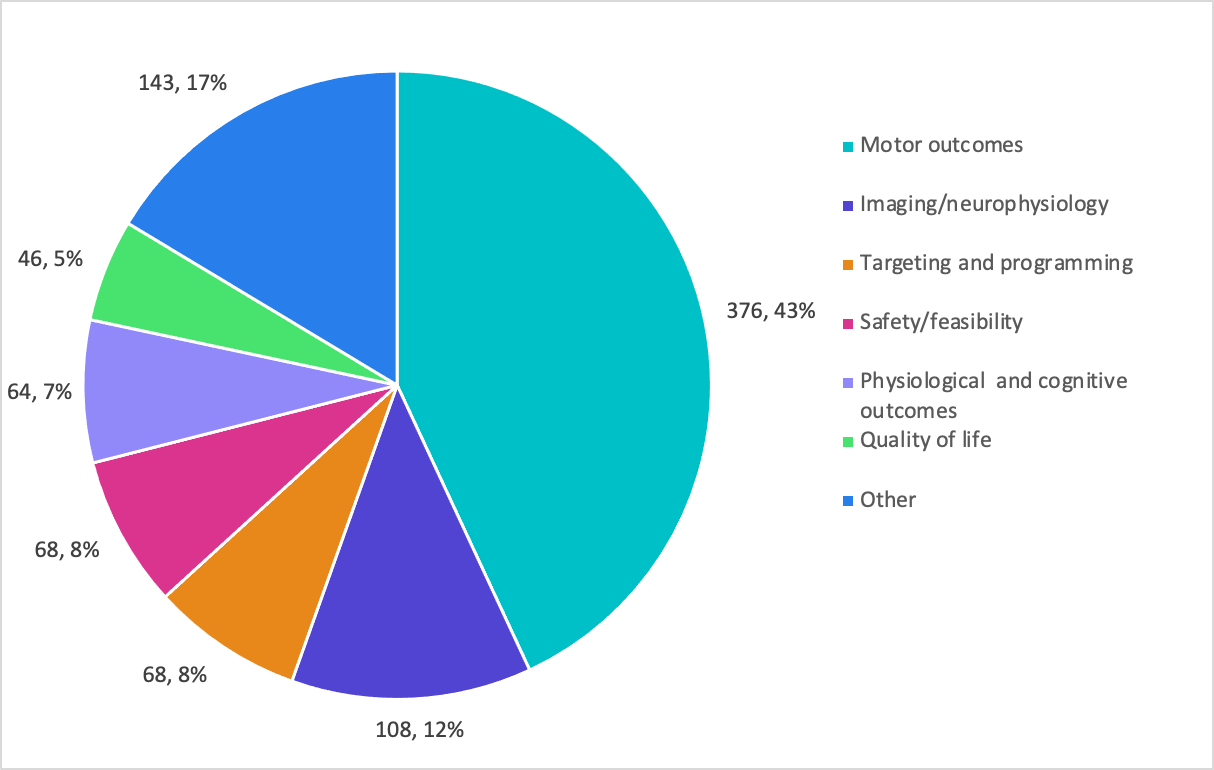 143, 17%
46, 5%
64, 7%
68, 8%
68, 8%
108, 12%
376, 43%
Motor outcomes
Imaging/neurophysiology
Targeting and programming
Safety/feasibility
Physiological  and cognitive
outcomes
Quality of life
Other